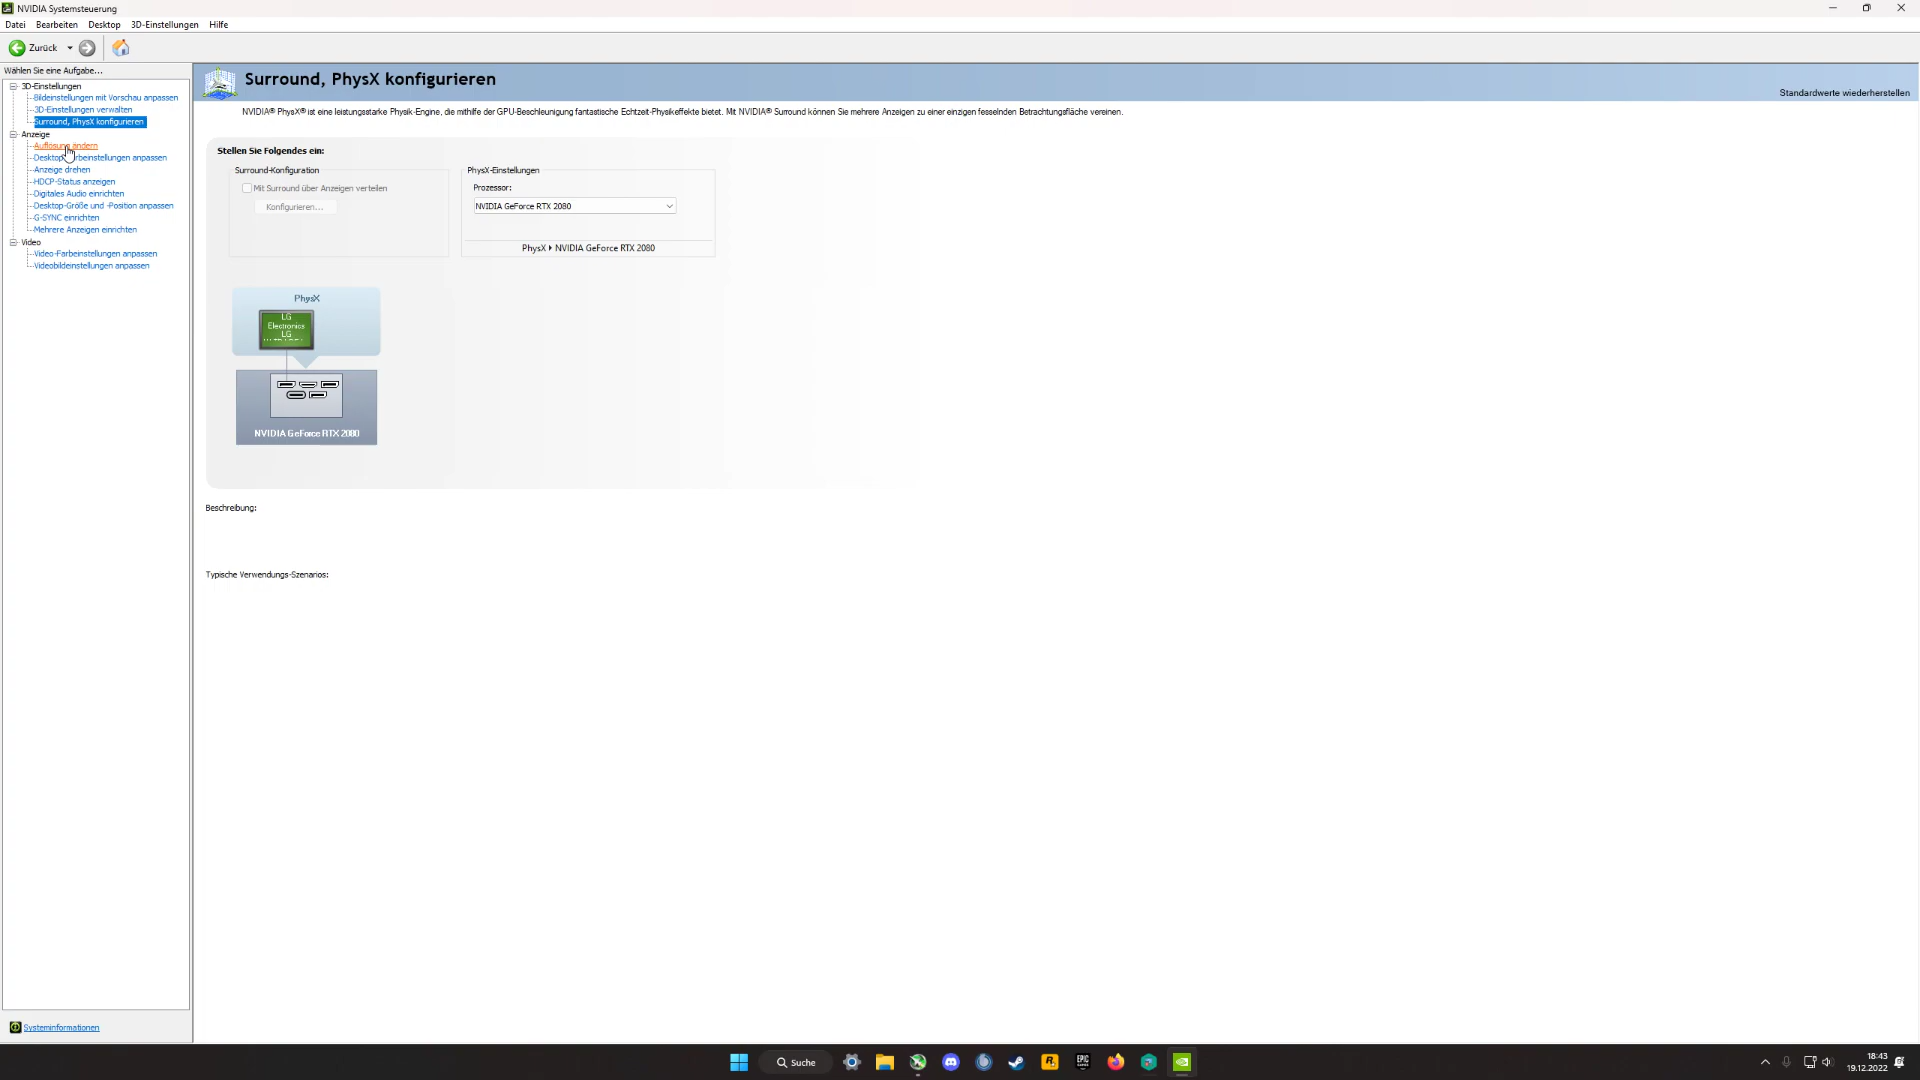 NVIDIA Systemsteuerung
Datei Bearbeiten Desktop 3D-Einstellungen Hilfe
Zurück
Wählen Sie eine Aufgabe...
3D-Einstellungen
Bildeinstellungen mit Vorschau anpassen
3D-Einstellungen verwalten
Surround, PhysX konfigurieren
Anzeige
Auflösung ändern
Desktop-Farbeinstellungen anpassen
Anzeige drehen
HDCP-Status anzeigen
Digitales Audio einrichten
Desktop-Größe und -Position anpassen
G-SYNC einrichten
Mehrere Anzeigen einrichten
Video
Video-Farbeinstellungen anpassen
Videobildeinstellungen anpassen
Systeminformationen
Surround, PhysX konfigurieren
Standardwerte wiederherstellen
NVIDIA® PhysX® ist eine leistungsstarke Physik-Engine, die mithilfe der GPU-Beschleunigung fantastische Echtzeit-Physikeffekte bietet. Mit NVIDIA® Surround können Sie mehrere Anzeigen zu einer einzigen fesselnden Betrachtungsfläche vereinen.
Stellen Sie Folgendes ein:
Surround-Konfiguration
Mit Surround über Anzeigen verteilen
Konfigurieren...
PhysX-Einstellungen
Prozessor:
NVIDIA GeForce RTX 2080
PhysX NVIDIA GeForce RTX 2080
PhysX
LG
Electronics
LG
NVIDIA GeForce RTX 2080
Beschreibung:
Typische Verwendungs-Szenarios:
Suche
EPIC
18:43
19.12.2022